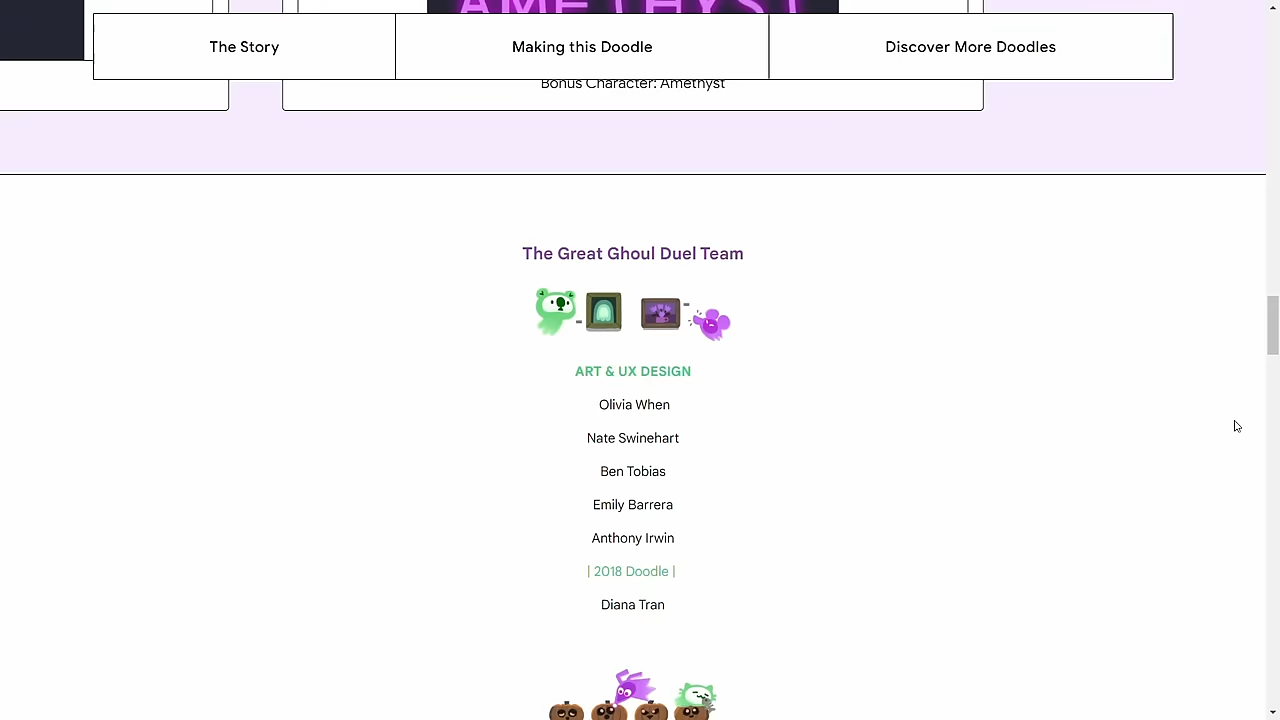 AMETHYST
The Story
Making this Doodle
Discover More Doodles
Bonus Character: Amethyst
The Great Ghoul Duel Team
ART & UX DESIGN
Olivia When
Nate Swinehart
Ben Tobias
Emily Barrera
Anthony Irwin
| 2018 Doodle |
Diana Tran